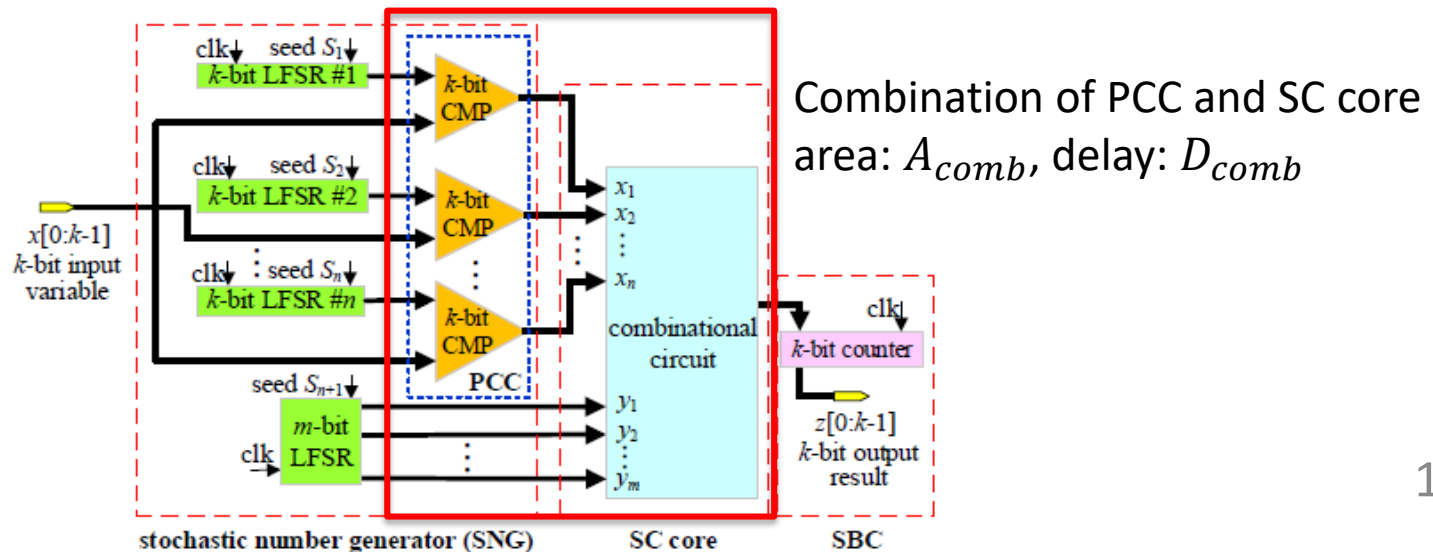 clk seed S1
k-bit LFSR #1
k-bit
CMP
clk seed S2
k-bit LFSR #2
k-bit
CMP
x[0:k-1]
k-bit input
variable
⋮
clk seed Sn
k-bit LFSR #n
⋮
k-bit
CMP
PCC
seed Sn+1
m-bit
LFSR
clk
⋮
⋮
x1
x2
⋮
xn
combinational
circuit
y1
y2
⋮
ym
Combination of PCC and SC core
area: Acomb, delay: Dcomb
clk
k-bit counter
z[0:k-1]
k-bit output
result
stochastic number generator (SNG) SC core SBC
1